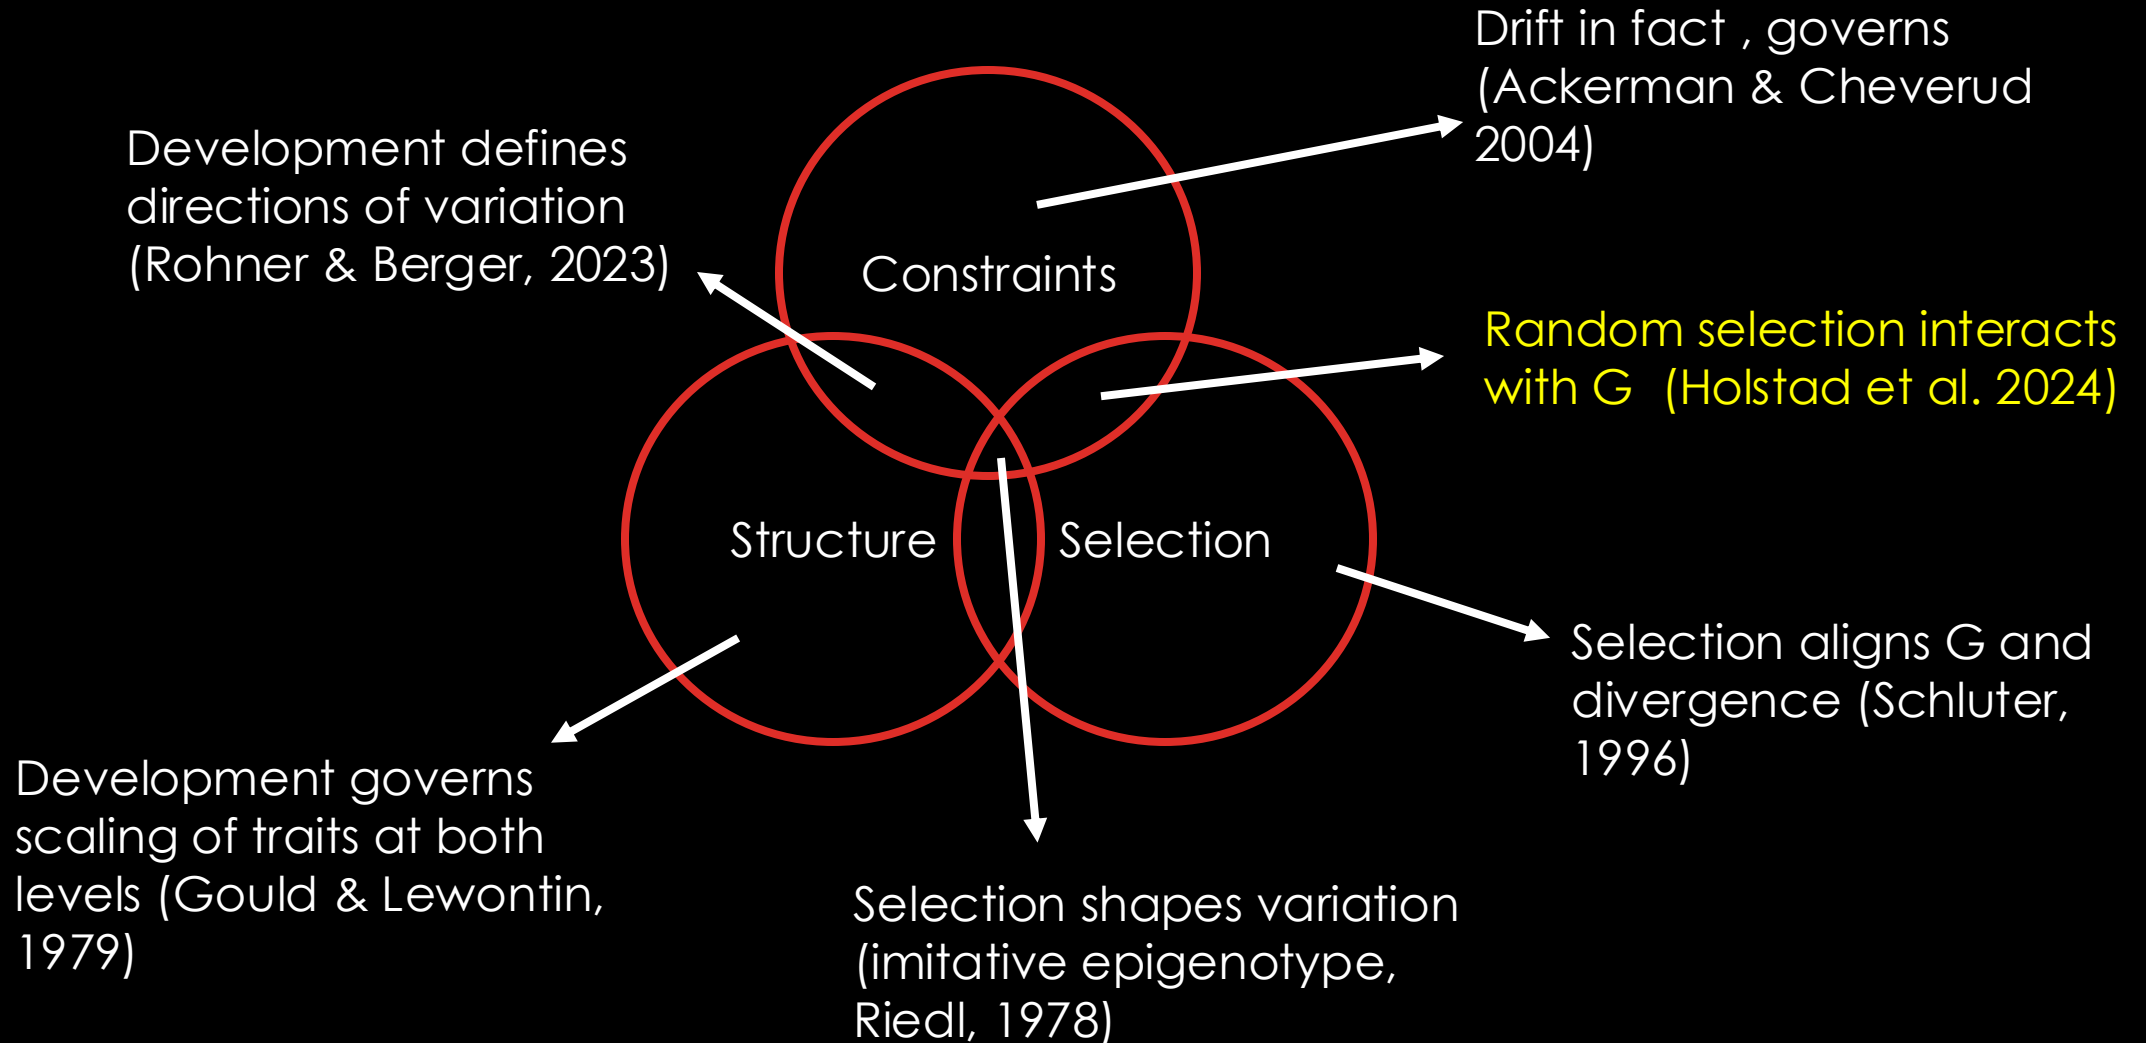 Drift in fact , governs
(Ackerman & Cheverud
2004)
Development defines
directions of variation
(Rohner & Berger, 2023)
Constraints
Random selection interacts
with G  (Holstad et al. 2024)
Structure
Selection
Selection aligns G and
divergence (Schluter,
1996)
Development governs
scaling of traits at both
levels (Gould & Lewontin,
1979)
Selection shapes variation
(imitative epigenotype,
Riedl, 1978)